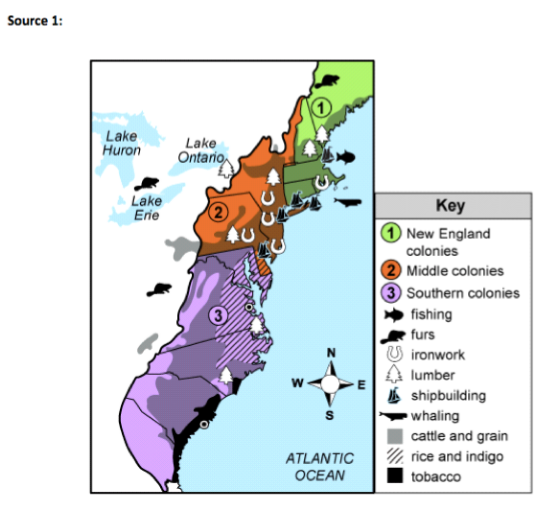 Source 1:
1
Lake
Huron
Lake
Ontario
Lake
Erie
2
3
N
W
E
S
ATLANTIC
OCEAN
Key
1 New England
colonies
2 Middle colonies
3 Southern colonies
fishing
furs
ironwork
lumber
shipbuilding
whaling
cattle and grain
rice and indigo
tobacco